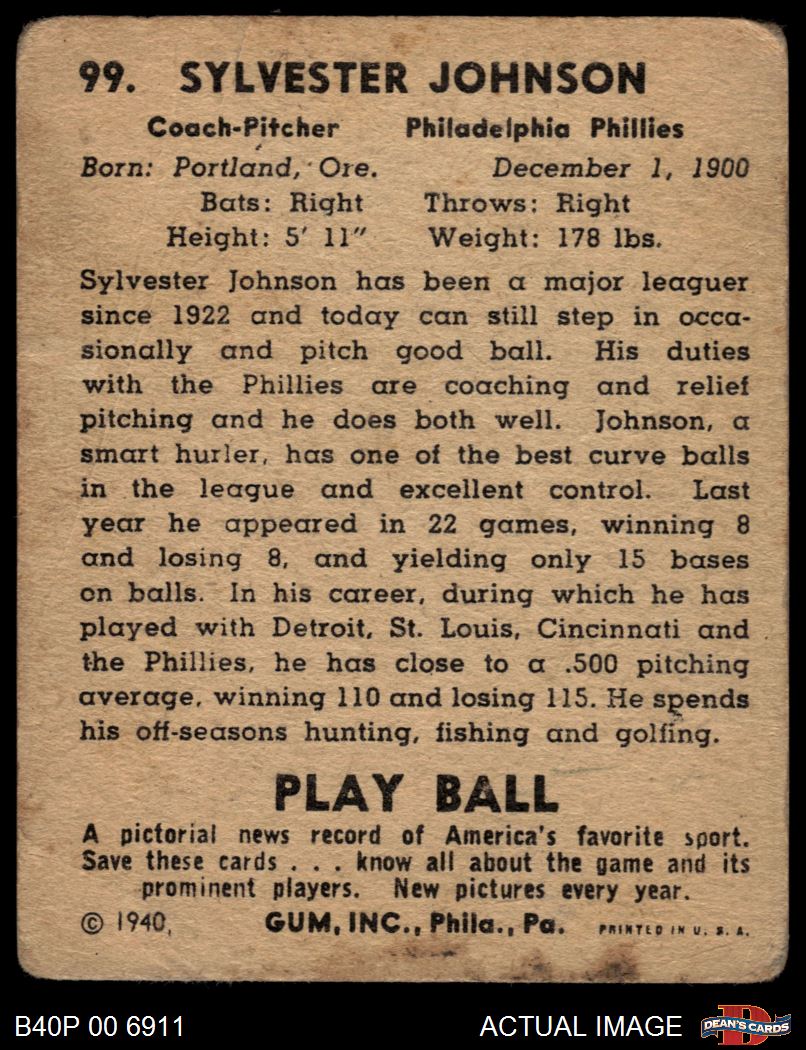 99. SYLVESTER JOHNSON
Coach-Pitcher Philadelphia Phillies
Born: Portland, Ore. December 1, 1900
Bats: Right Throws: Right
Height: 5' 11" Weight: 178 lbs.
Sylvester Johnson has been a major leaguer
since 1922 and today can still step in occa-
sionally and pitch good ball. His duties
with the Phillies are coaching and relief
pitching and he does both well. Johnson, a
smart hurler, has one of the best curve balls
in the league and excellent control. Last
year he appeared in 22 games, winning 8
and losing 8, and yielding only 15 bases
on balls. In his career, during which he has
played with Detroit, St. Louis, Cincinnati and
the Phillies, he has close to a .500 pitching
average, winning 110 and losing 115. He spends
his off-seasons hunting, fishing and golfing.
PLAY BALL
A pictorial news record of America's favorite sport.
Save these cards . . . know all about the game and its
prominent players. New pictures every year.
© 1940, GUM, INC., Phila., Pa. PRINTED IN U. S. A.
B40P 00 6911 ACTUAL IMAGE D DEAN'S CARDS